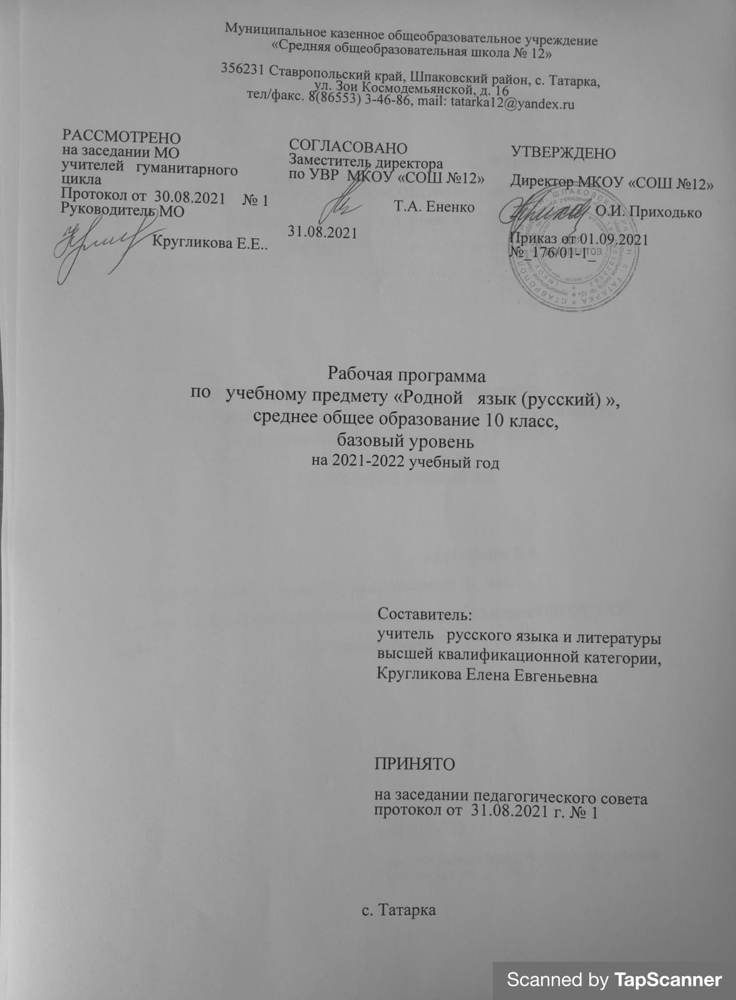 Муниципальное казенное общеобразовательное учреждение
«Средняя общеобразовательная школа № 12»
356231 Ставропольский край, Шпаковский район, с. Татарка,
ул. Зои Космодемьянской, д. 16
тел/факс. 8(86553) 3-46-86, mail: tatarka12@yandex.ru
РАССМОТРЕНО
на заседании МО
учителей гуманитарного
цикла
Протокол от 30.08.2021 № 1
Руководитель МО
Кругликова Е.Е..
СОГЛАСОВАНО
Заместитель директора
по УВР МКОУ «СОШ №12»
Т.А. Ененко
31.08.2021
УТВЕРЖДЕНО
Директор МКОУ «СОШ №12»
О.И. Приходько
Приказ от 01.09.2021
№_176/01-1_
Рабочая программа
по учебному предмету «Родной язык (русский) »,
среднее общее образование 10 класс,
базовый уровень
на 2021-2022 учебный год
Составитель:
учитель русского языка и литературы
высшей квалификационной категории,
Кругликова Елена Евгеньевна
ПРИНЯТО
на заседании педагогического совета
протокол от 31.08.2021 г. № 1
с. Татарка
Scanned by TapScanner